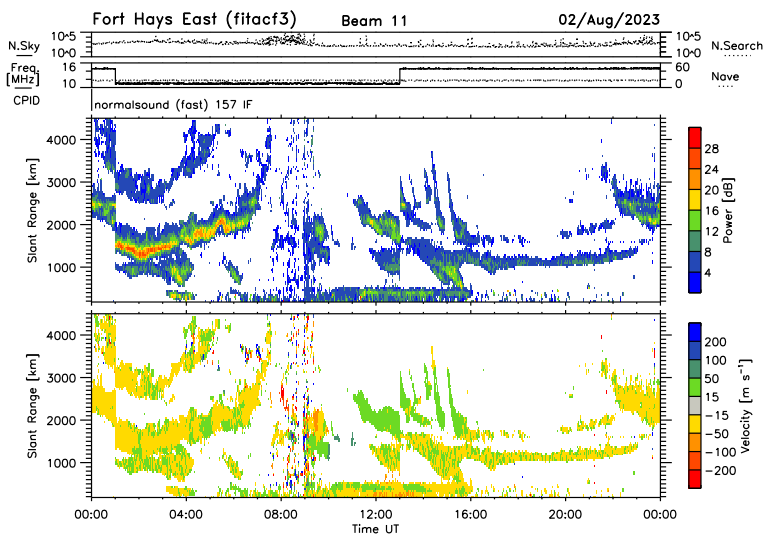 Fort Hays East (fitacf3) Beam 11 02/Aug/2023
N.Sky 10^5 10^0 10^5 10^0 N.Search
Freq. [MHz] 16 10 60 0 Nave
CPID normalsound (fast) 157 IF
Slant Range [km] 4000 3000 2000 1000
Power [dB] 28 24 20 16 12 8 4
Slant Range [km] 4000 3000 2000 1000
Velocity [m s⁻¹] 200 100 50 15 −15 −50 −100 −200
00:00 04:00 08:00 12:00 16:00 20:00 00:00
Time UT